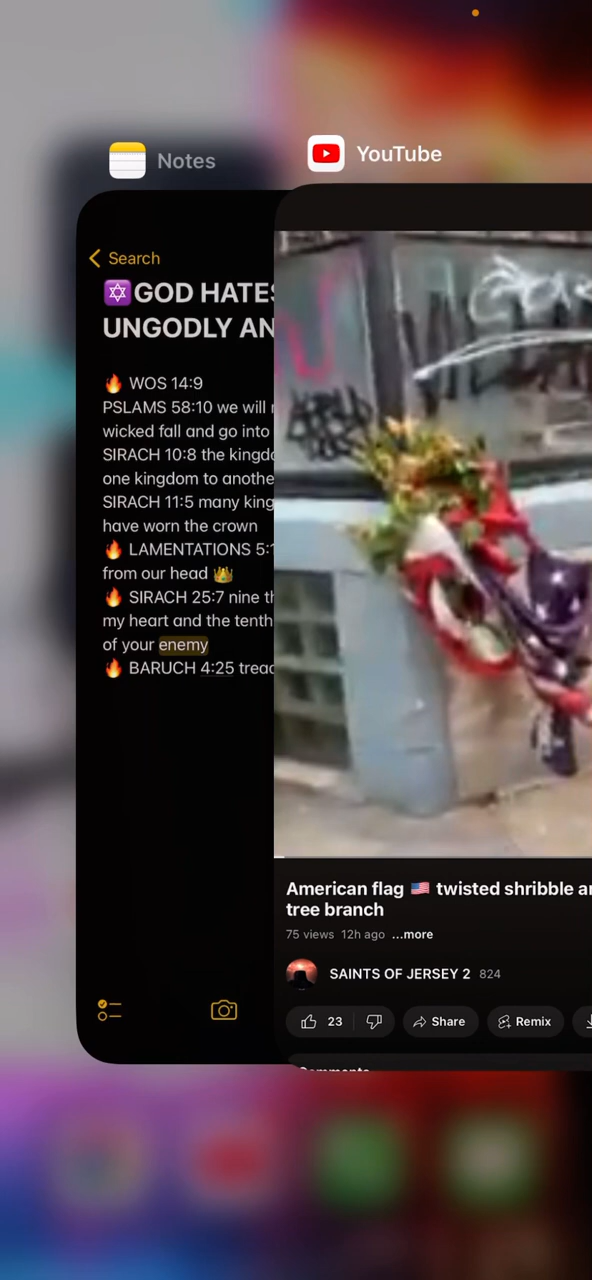 Notes
YouTube
Search
🔯GOD HATES
UNGODLY AN
🔥 WOS 14:9
PSLAMS 58:10 we will
wicked fall and go into
SIRACH 10:8 the kingdo
one kingdom to anothe
SIRACH 11:5 many king
have worn the crown
🔥 LAMENTATIONS 5:1
from our head 👑
🔥 SIRACH 25:7 nine th
my heart and the tenth
of your enemy
🔥 BARUCH 4:25 tread
American flag 🇺🇸 twisted shribble a
tree branch
75 views 12h ago ...more
SAINTS OF JERSEY 2 824
23 Share Remix
Comments